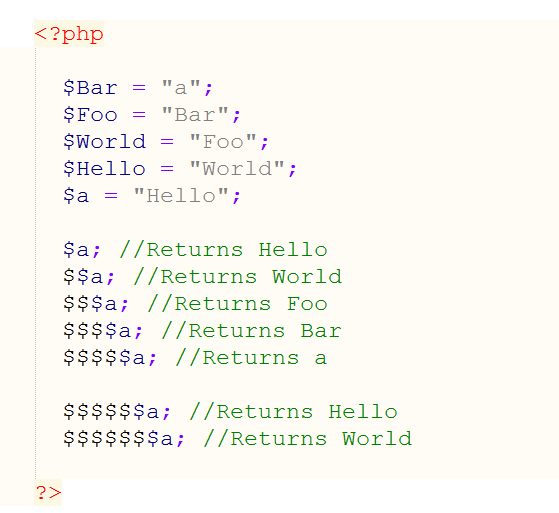 <?php
$Bar = "a";
$Foo = "Bar";
$World = "Foo";
$Hello = "World";
$a = "Hello";
$a; //Returns Hello
$$a; //Returns World
$$$a; //Returns Foo
$$$$a; //Returns Bar
$$$$$a; //Returns a
$$$$$$a; //Returns Hello
$$$$$$$a; //Returns World
?>